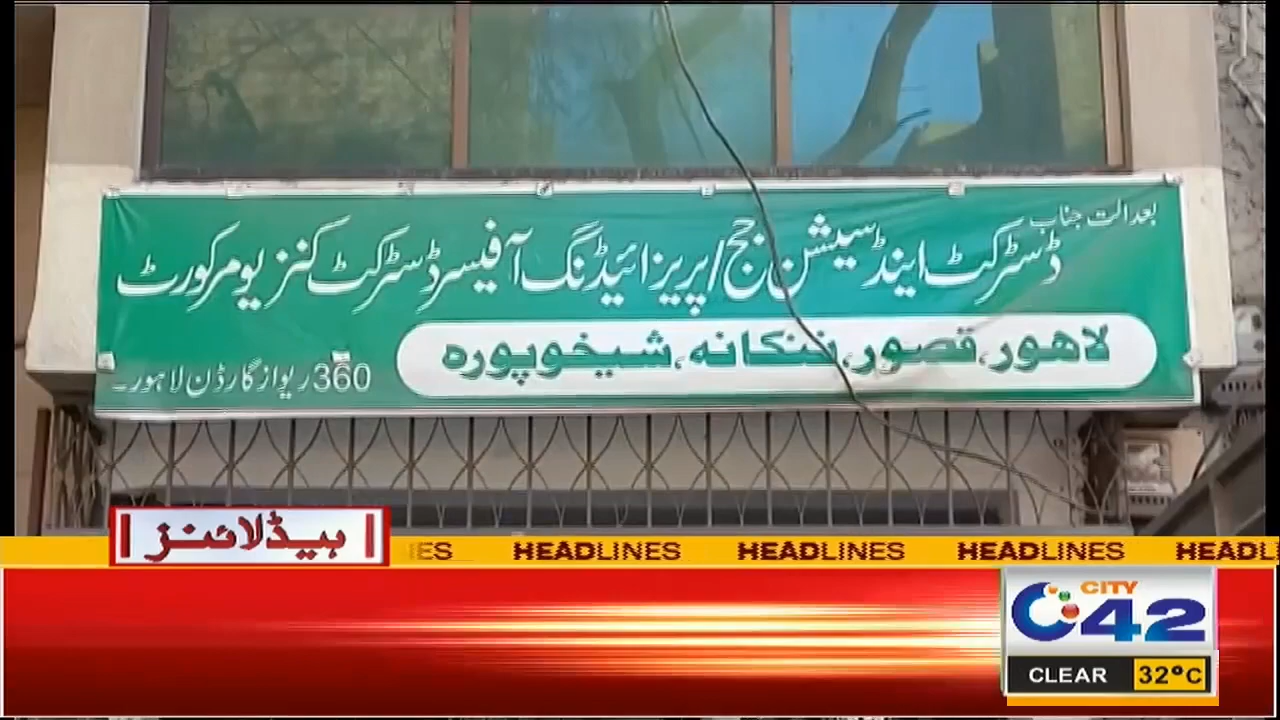 بعدالت جناب
ڈسٹرکٹ اینڈ سیشن جج/پریزائیڈنگ آفیسر ڈسٹرکٹ کنزیومر کورٹ
لاہور، قصور، ننکانہ، شیخوپورہ
360 ریواز گارڈن لاہور۔
ہیڈلائنز
IES HEADLINES HEADLINES HEADLINES HEADL
CITY
42
CLEAR 32°C